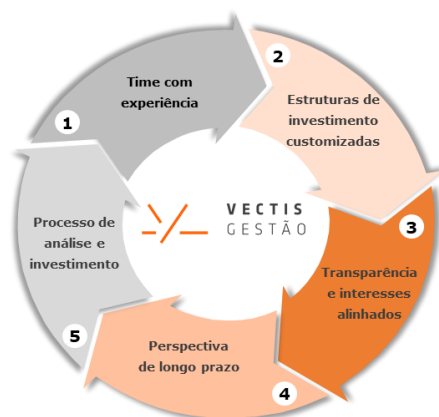 1
Time com
experiência
2
Estruturas de
investimento
customizadas
3
Transparência
e interesses
alinhados
4
Perspectiva
de longo prazo
5
Processo de
análise e
investimento
VECTIS
GESTÃO